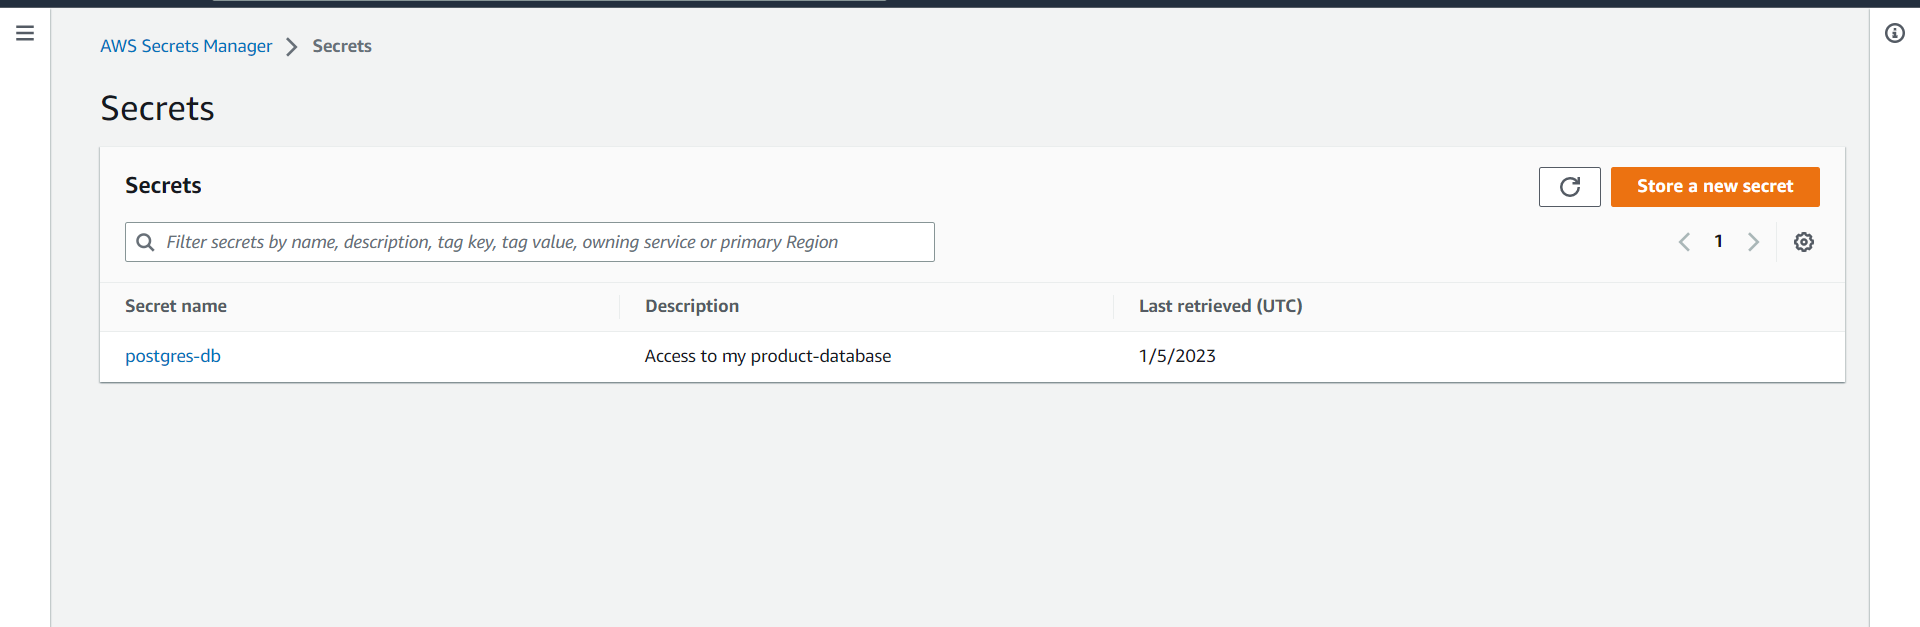 AWS Secrets Manager > Secrets
Secrets
Secrets
Store a new secret
Filter secrets by name, description, tag key, tag value, owning service or primary Region
1
Secret name Description Last retrieved (UTC)
postgres-db Access to my product-database 1/5/2023